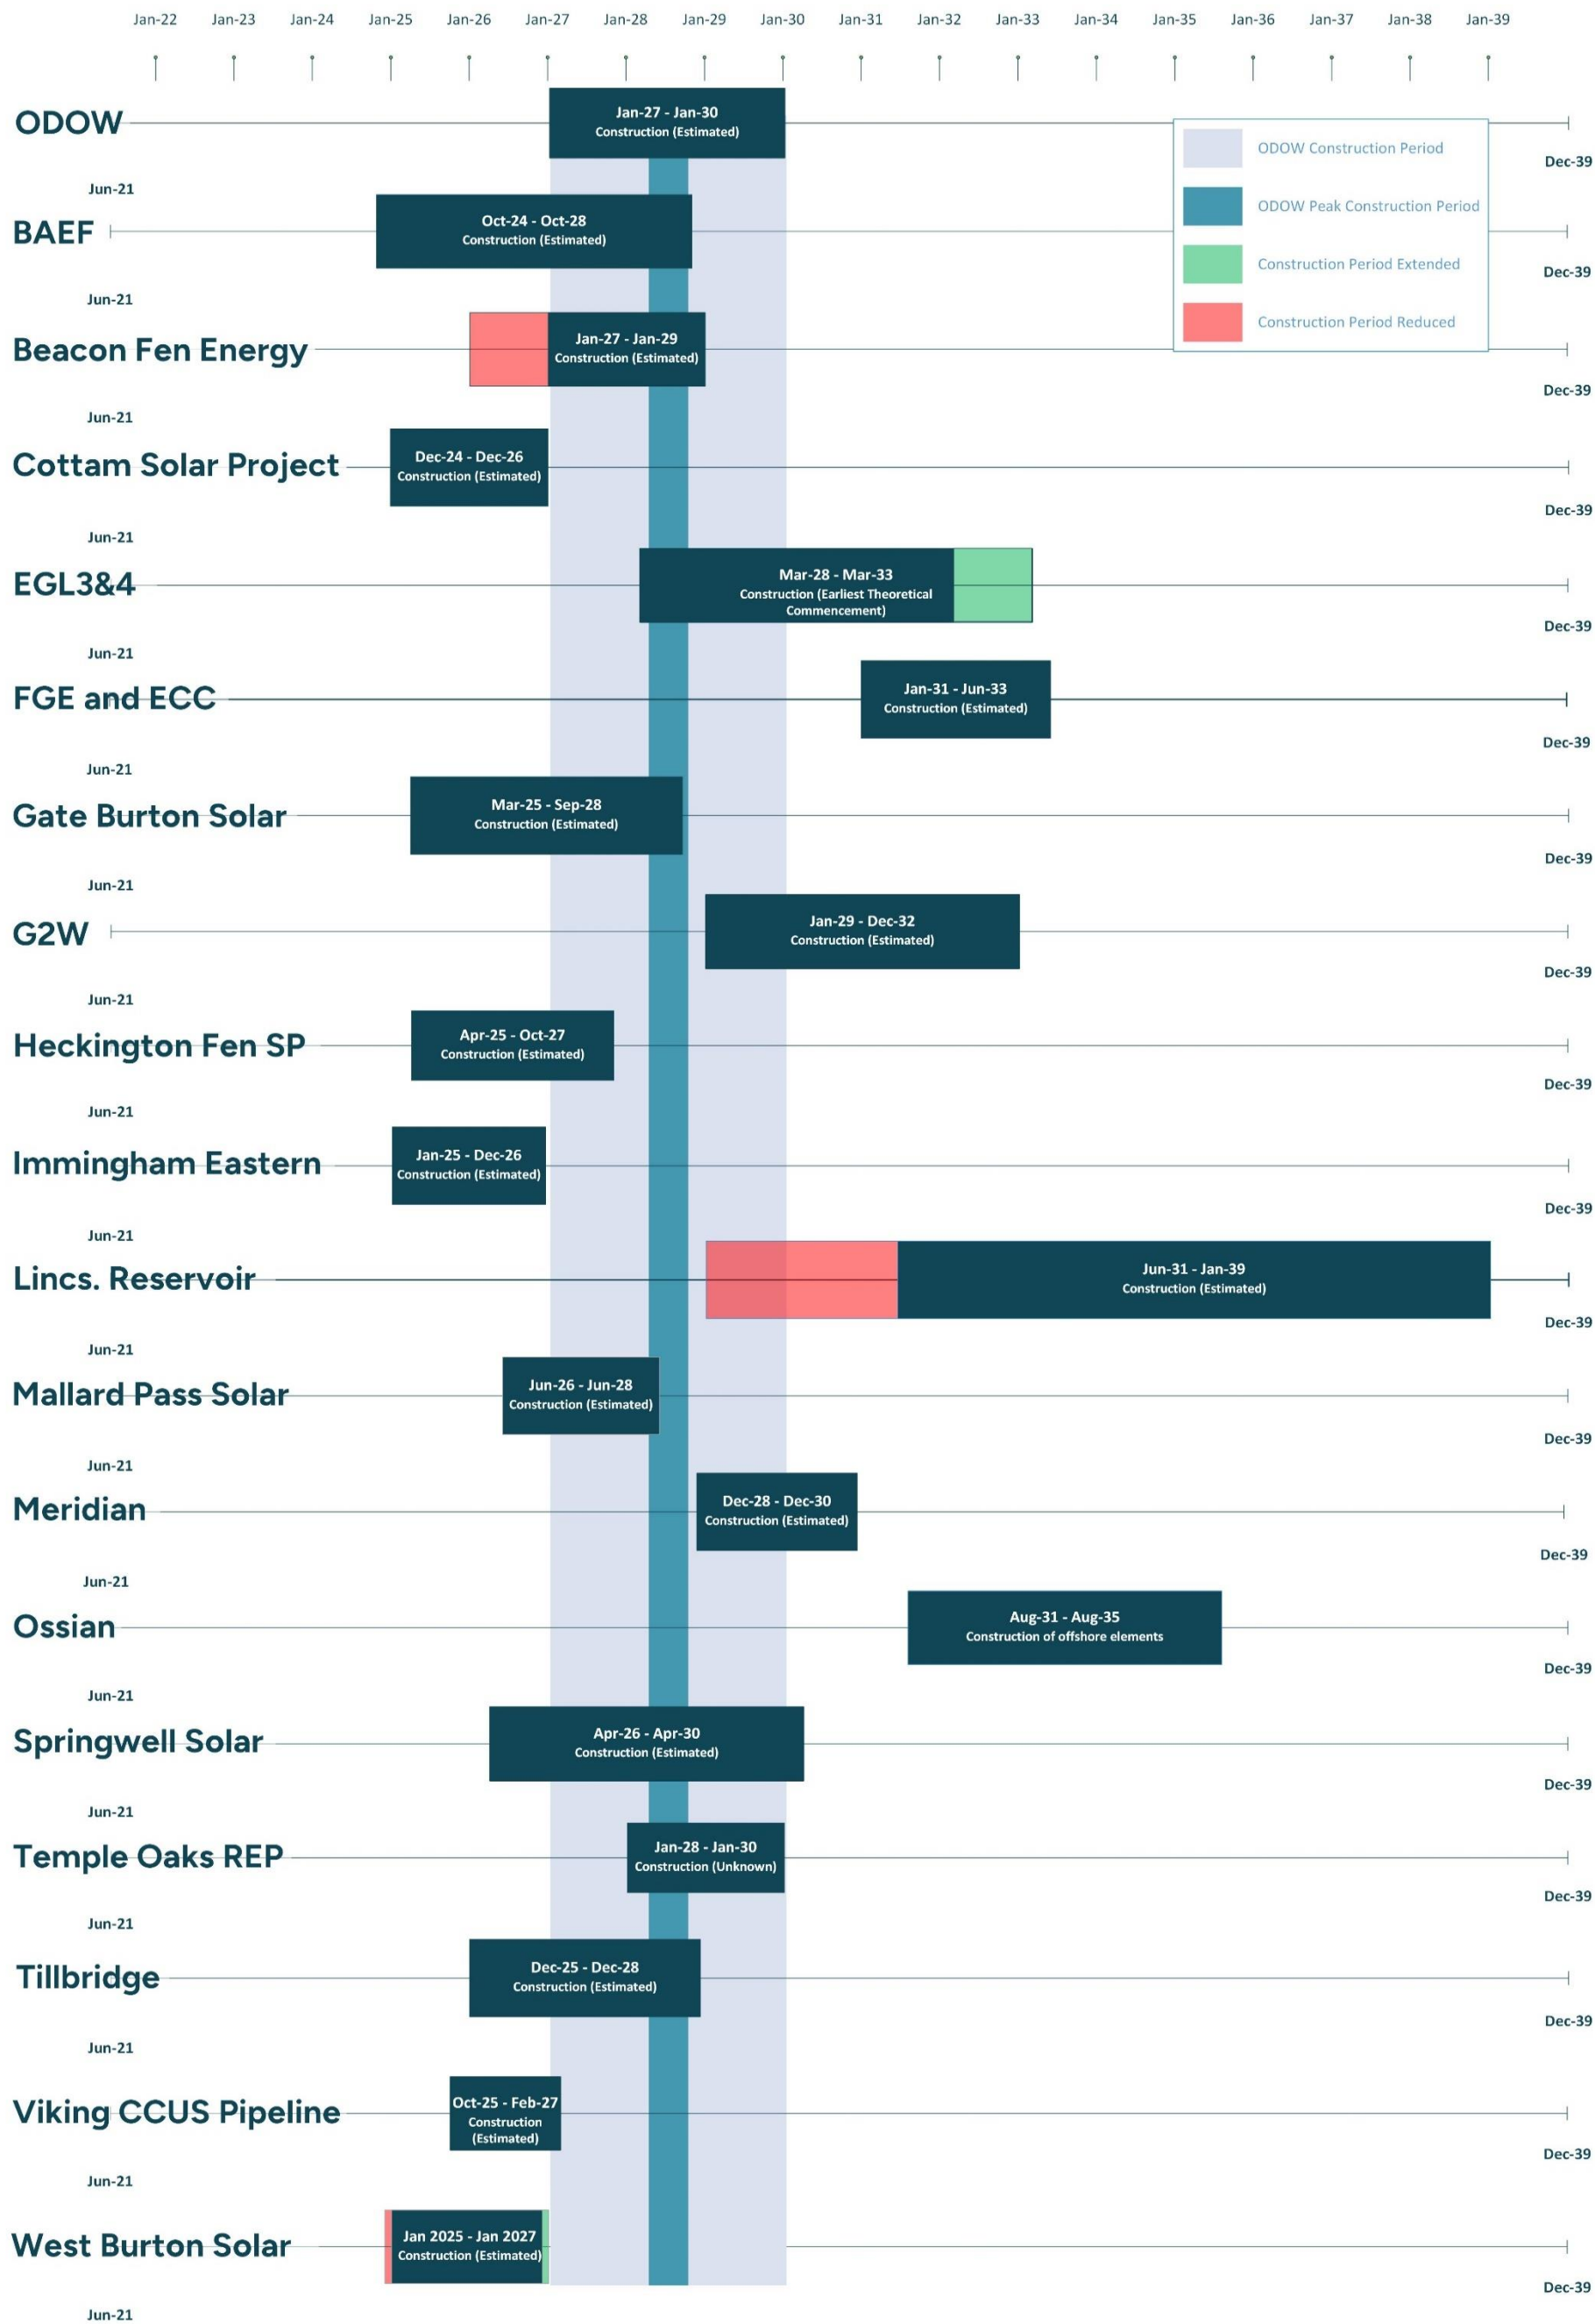 Jan-22 Jan-23 Jan-24 Jan-25 Jan-26 Jan-27 Jan-28 Jan-29 Jan-30 Jan-31 Jan-32 Jan-33 Jan-34 Jan-35 Jan-36 Jan-37 Jan-38 Jan-39
ODOW
Jan-27 - Jan-30
Construction (Estimated)
Dec-39
Jun-21
ODOW Construction Period
ODOW Peak Construction Period
Construction Period Extended
Construction Period Reduced
BAEF
Oct-24 - Oct-28
Construction (Estimated)
Dec-39
Jun-21
Beacon Fen Energy
Jan-27 - Jan-29
Construction (Estimated)
Dec-39
Jun-21
Cottam Solar Project
Dec-24 - Dec-26
Construction (Estimated)
Dec-39
Jun-21
EGL3&4
Mar-28 - Mar-33
Construction (Earliest Theoretical
Commencement)
Dec-39
Jun-21
FGE and ECC
Jan-31 - Jun-33
Construction (Estimated)
Dec-39
Jun-21
Gate Burton Solar
Mar-25 - Sep-28
Construction (Estimated)
Dec-39
Jun-21
G2W
Jan-29 - Dec-32
Construction (Estimated)
Dec-39
Jun-21
Heckington Fen SP
Apr-25 - Oct-27
Construction (Estimated)
Dec-39
Jun-21
Immingham Eastern
Jan-25 - Dec-26
Construction (Estimated)
Dec-39
Jun-21
Lincs. Reservoir
Jun-31 - Jan-39
Construction (Estimated)
Dec-39
Jun-21
Mallard Pass Solar
Jun-26 - Jun-28
Construction (Estimated)
Dec-39
Jun-21
Meridian
Dec-28 - Dec-30
Construction (Estimated)
Dec-39
Jun-21
Ossian
Aug-31 - Aug-35
Construction of offshore elements
Dec-39
Jun-21
Springwell Solar
Apr-26 - Apr-30
Construction (Estimated)
Dec-39
Jun-21
Temple Oaks REP
Jan-28 - Jan-30
Construction (Unknown)
Dec-39
Jun-21
Tillbridge
Dec-25 - Dec-28
Construction (Estimated)
Dec-39
Jun-21
Viking CCUS Pipeline
Oct-25 - Feb-27
Construction
(Estimated)
Dec-39
Jun-21
West Burton Solar
Jan 2025 - Jan 2027
Construction (Estimated)
Dec-39
Jun-21